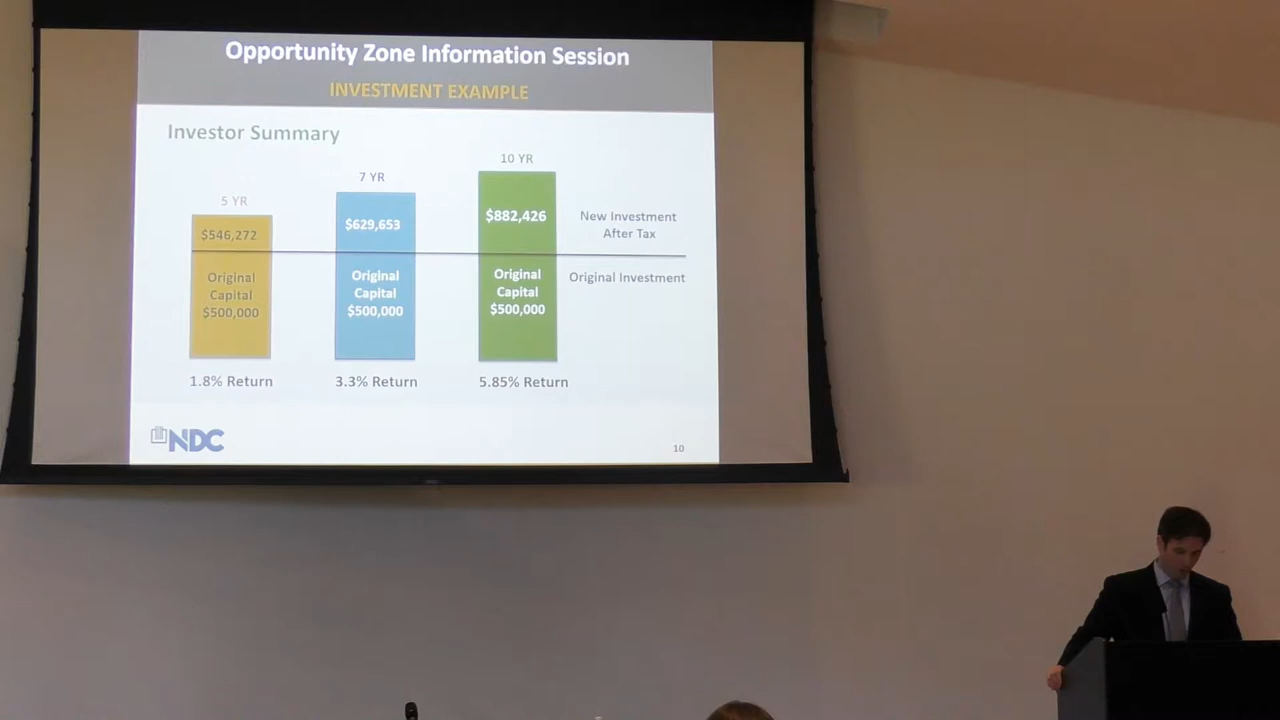 Opportunity Zone Information Session
INVESTMENT EXAMPLE
Investor Summary
5 YR
7 YR
10 YR
$546,272
$629,653
$882,426
New Investment
After Tax
Original
Capital
$500,000
Original
Capital
$500,000
Original
Capital
$500,000
Original Investment
1.8% Return
3.3% Return
5.85% Return
NDC
10